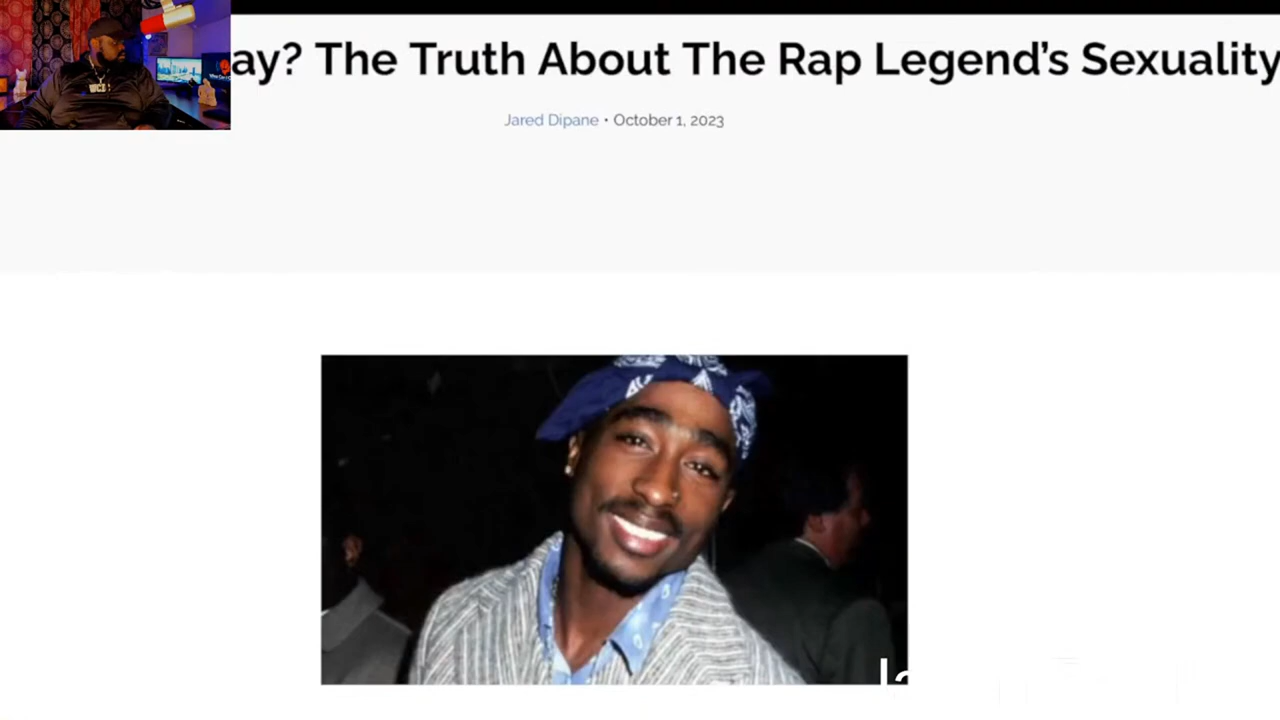 ay? The Truth About The Rap Legend's Sexuality
Jared Dipane • October 1, 2023